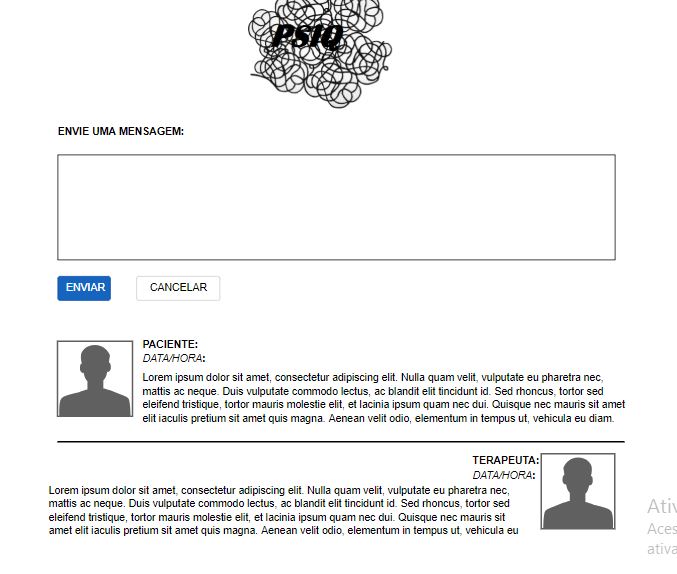 PSIQ
ENVIE UMA MENSAGEM:
ENVIAR
CANCELAR
PACIENTE:
DATA/HORA:
Lorem ipsum dolor sit amet, consectetur adipiscing elit. Nulla quam velit, vulputate eu pharetra nec,
mattis ac neque. Duis vulputate commodo lectus, ac blandit elit tincidunt id. Sed rhoncus, tortor sed
eleifend tristique, tortor mauris molestie elit, et lacinia ipsum quam nec dui. Quisque nec mauris sit amet
elit iaculis pretium sit amet quis magna. Aenean velit odio, elementum in tempus ut, vehicula eu diam.
TERAPEUTA:
DATA/HORA:
Lorem ipsum dolor sit amet, consectetur adipiscing elit. Nulla quam velit, vulputate eu pharetra nec,
mattis ac neque. Duis vulputate commodo lectus, ac blandit elit tincidunt id. Sed rhoncus, tortor sed
eleifend tristique, tortor mauris molestie elit, et lacinia ipsum quam nec dui. Quisque nec mauris sit
amet elit iaculis pretium sit amet quis magna. Aenean velit odio, elementum in tempus ut, vehicula eu
Ativ
Aces
ativa